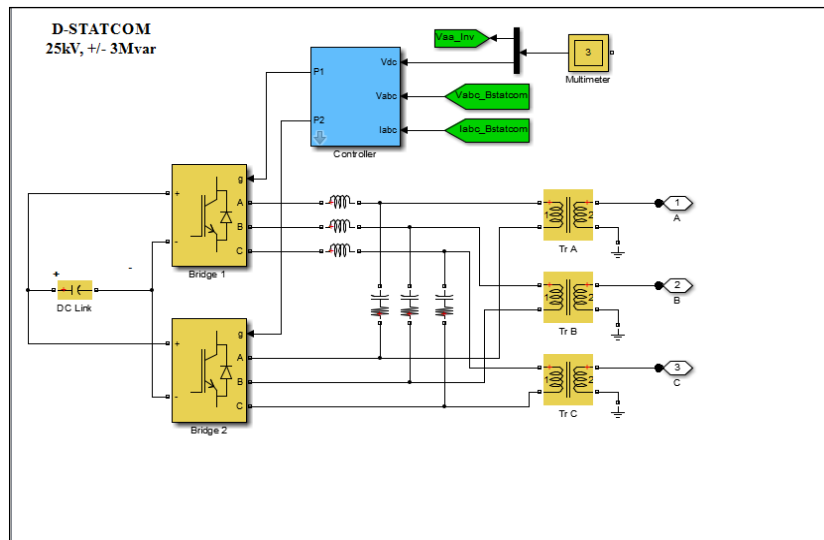 D-STATCOM
25kV, +/- 3Mvar
Vaa_Inv
3
Multimeter
P1
Vdc
Vabc
Vabc_Bstatcom
P2
Iabc
Iabc_Bstatcom
Controller
g
+
A
B
-
C
Bridge 1
1
2
Tr A
1
A
+
-
DC Link
1
2
Tr B
2
B
g
+
A
B
-
C
Bridge 2
1
2
Tr C
3
C